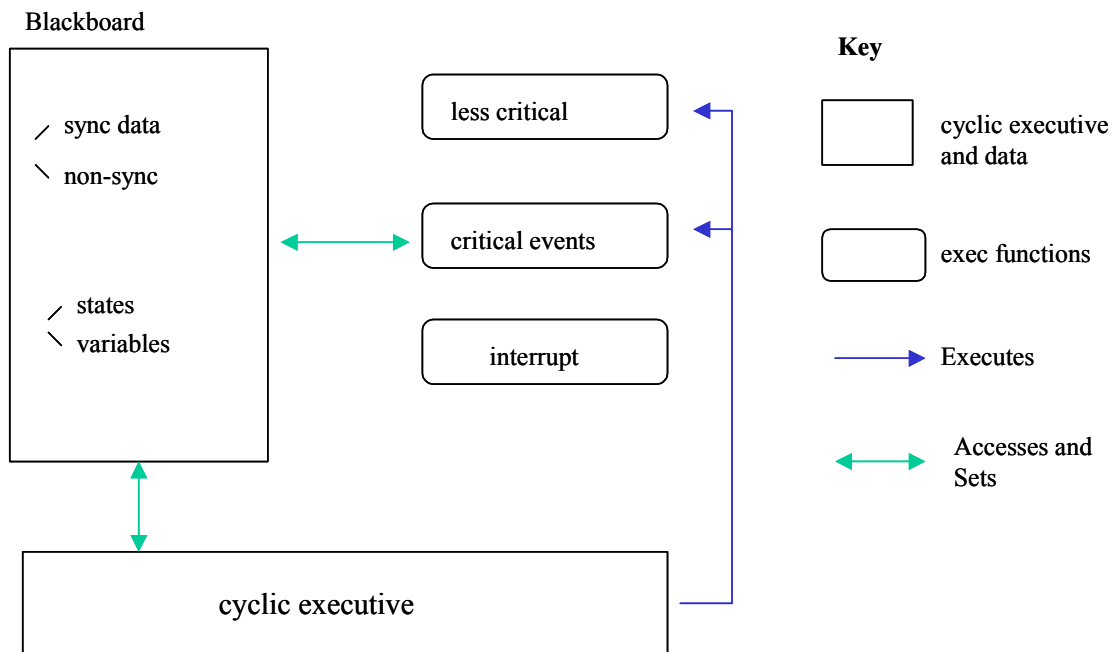 Blackboard
sync data
non-sync
states
variables
less critical
critical events
interrupt
cyclic executive
Key
cyclic executive
and data
exec functions
Executes
Accesses and
Sets